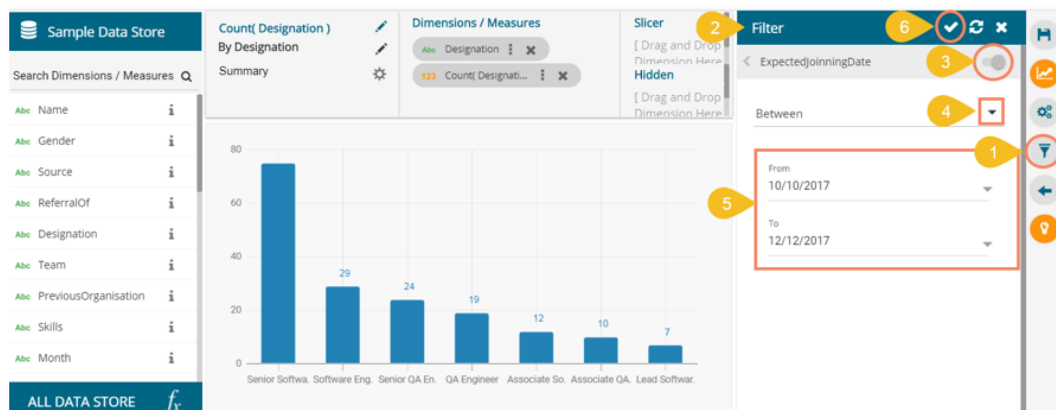 Sample Data Store
Search Dimensions / Measures
Abc Name i
Abc Gender i
Abc Source i
Abc ReferralOf i
Abc Designation i
Abc Team i
Abc PreviousOrganisation i
Abc Skills i
Abc Month i
ALL DATA STORE fx
Count( Designation )
By Designation
Summary
Dimensions / Measures
Abc Designation
123 Count( Designati...
Slicer
[ Drag and Drop
Dimension Here
Hidden
[ Drag and Drop
Dimension Here
80
60
40
20
0
29
24
19
12
10
7
Senior Softwa. Software Eng. Senior QA En. QA Engineer Associate So. Associate QA. Lead Softwar.
2
Filter
6
ExpectedJoinningDate
3
Between
4
1
5
From
10/10/2017
To
12/12/2017